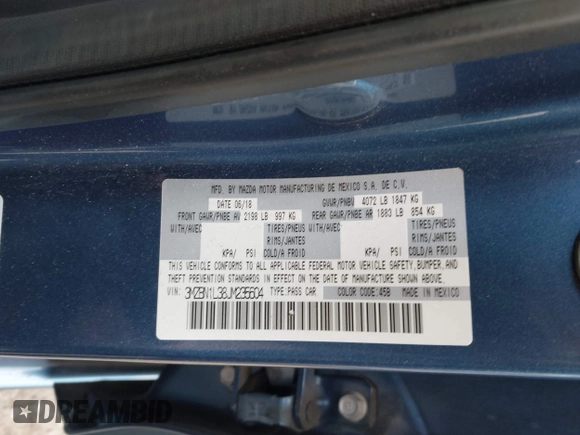 MFD. BY MAZDA MOTOR MANUFACTURING DE MEXICO S.A. DE C.V.
DATE 06/18 GVWR/PNBV 4072 LB 1847 KG
FRONT GAWR/PNBE AV 2198 LB 997 KG REAR GAWR/PNBE AR 1883 LB 854 KG
WITH/AVEC TIRES/PNEUS WITH/AVEC TIRES/PNEUS
RIMS/JANTES RIMS/JANTES
KPA/ PSI COLD/A FROID KPA/ PSI COLD/A FROID
THIS VEHICLE CONFORMS TO ALL APPLICABLE FEDERAL MOTOR VEHICLE SAFETY, BUMPER, AND
THEFT PREVENTION STANDARDS IN EFFECT ON THE DATE OF MANUFACTURE SHOWN ABOVE.
VIN: 3MZBN1L38JM235604 TYPE PASS CAR COLOR CODE:45B MADE IN MEXICO
DREAMBID